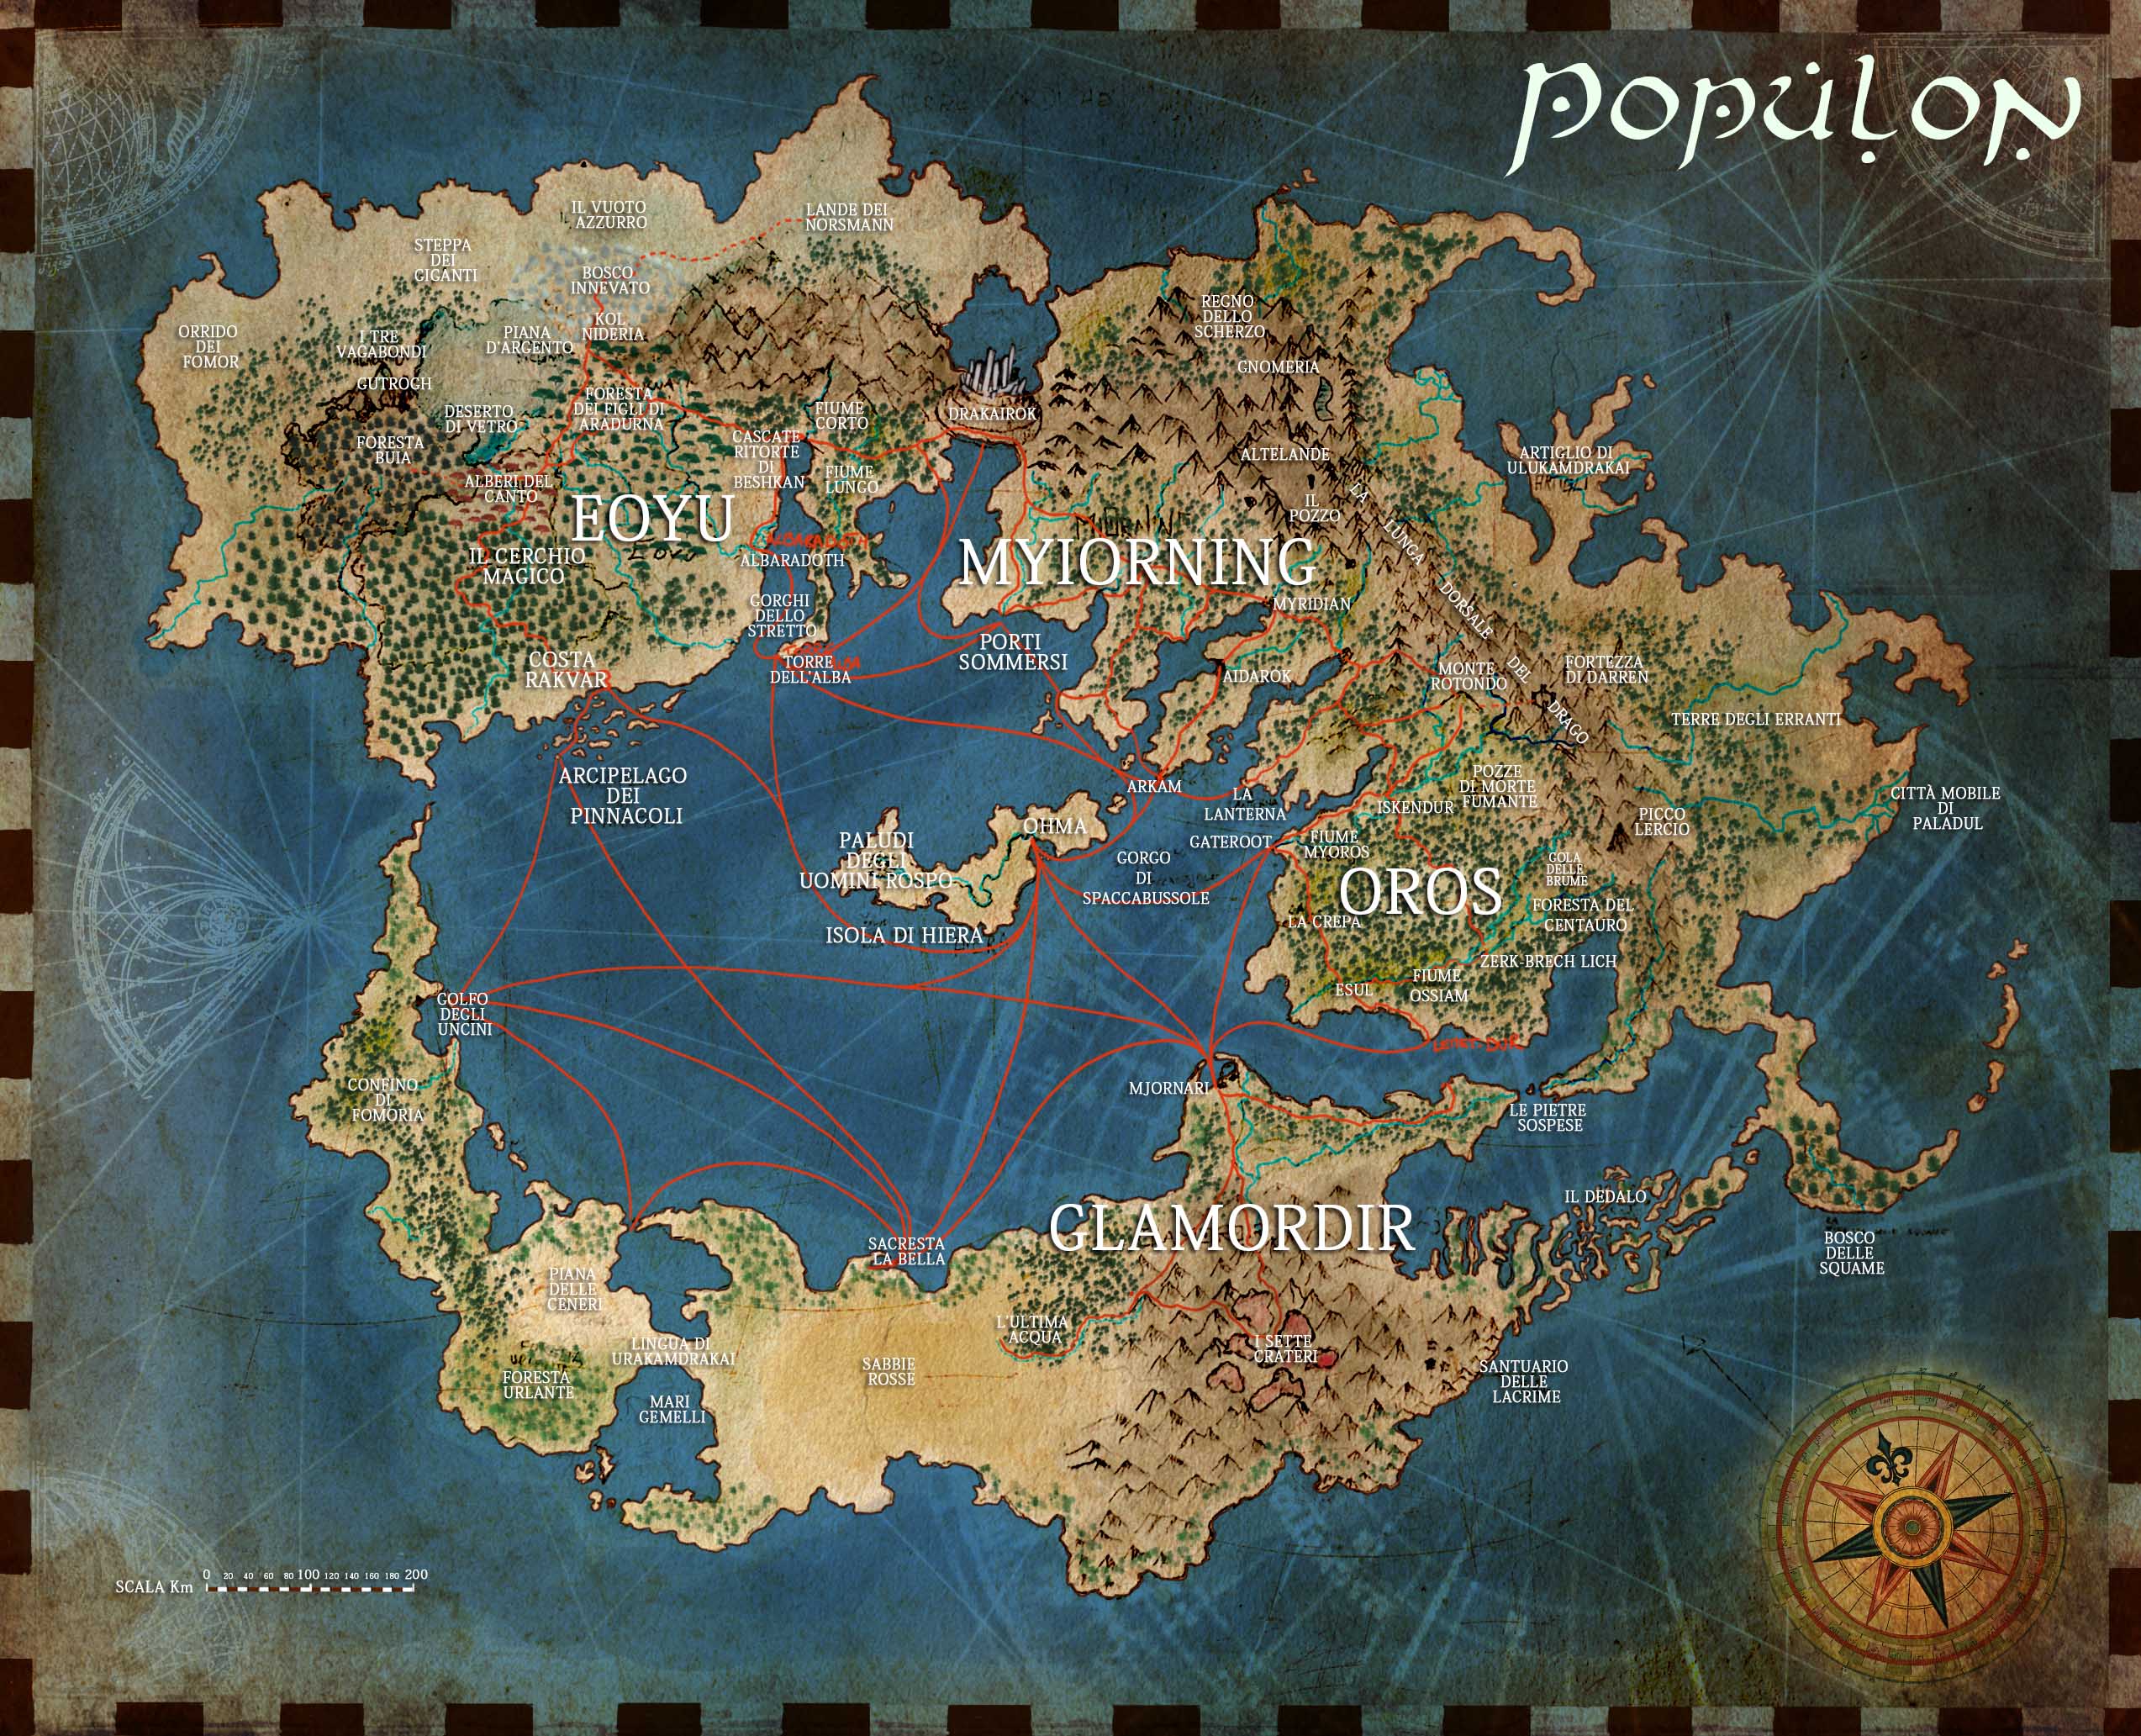 POPÜLON
IL VUOTO
AZZURRO
LANDE DEI
NORSMANN
STEPPA
DEI
GIGANTI
BOSCO
INNEVATO
ORRIDO
DEI
FOMOR
I TRE
VAGABONDI
PIANA
D'ARGENTO
KOL
NIDERIA
GUTROGH
DESERTO
DI VETRO
FORESTA
DEI FIGLI DI
ARADURNA
FIUME
CORTO
DRAKAIROK
REGNO
DELLO
SCHERZO
GNOMERIA
FORESTA
BUIA
CASCATE
RITORTE
DI
BESHKAN
FIUME
LUNGO
ALTELANDE
ARTIGLIO DI
ULUKAMDRAKAI
ALBERI DEL
CANTO
EOYU
IL
POZZO
LA
LUNGA
DORSALE
DEL
DRAGO
MYIORNING
IL CERCHIO
MAGICO
ALBARADOTH
ALBARADOTH
GORGHI
DELLO
STRETTO
MYRIDIAN
COSTA
RAKVAR
TORRE
DELL'ALBA
PORTI
SOMMERSI
AIDAROK
MONTE
ROTONDO
FORTEZZA
DI DARREN
TERRE DEGLI ERRANTI
ARCIPELAGO
DEI
PINNACOLI
ARKAM
LA
LANTERNA
ISKENDUR
POZZE
DI MORTE
FUMANTE
PICCO
LERCIO
CITTÀ MOBILE
DI
PALADUL
PALUDI
DEGLI
UOMINI ROSPO
OHMA
GATEROOT
FIUME
MYOROS
GORGO
DI
SPACCABUSSOLE
OROS
GOLA
DELLE
BRUME
FORESTA DEL
CENTAURO
LA CREPA
ISOLA DI HIERA
ZERK-BRECH LICH
FIUME
OSSIAM
ESUL
GOLFO
DEGLI
UNCINI
CONFINO
DI
FOMORIA
MJORNARI
LE PIETRE
SOSPESE
IL DEDALO
GLAMORDIR
SACRESTA
LA BELLA
BOSCO
DELLE
SQUAME
PIANA
DELLE
CENERI
L'ULTIMA
ACQUA
LINGUA DI
URAKAMDRAKAI
I SETTE
CRATERI
SABBIE
ROSSE
FORESTA
URLANTE
MARI
GEMELLI
SANTUARIO
DELLE
LACRIME
SCALA Km 0 20 40 60 80 100 120 140 160 180 200